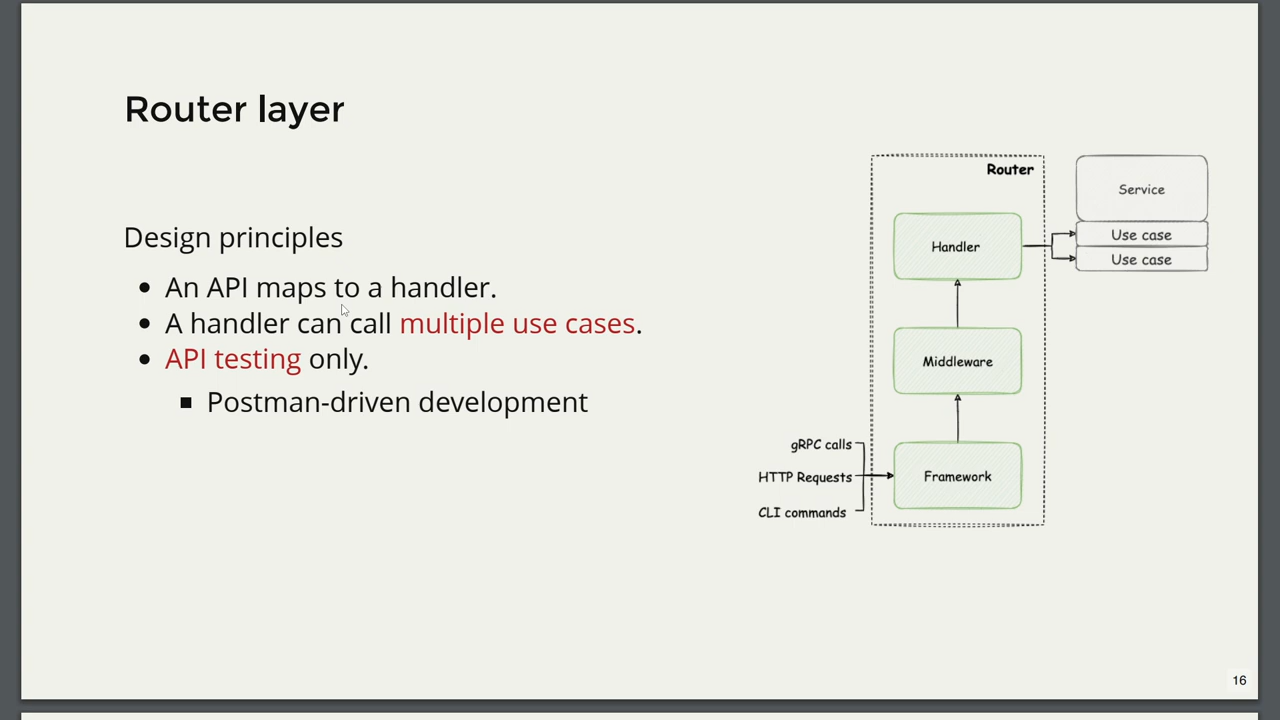 Router layer
Design principles
An API maps to a handler.
A handler can call multiple use cases.
API testing only.
Postman-driven development
Router
Service
Handler
Use case
Use case
Middleware
gRPC calls
HTTP Requests
Framework
CLI commands
16